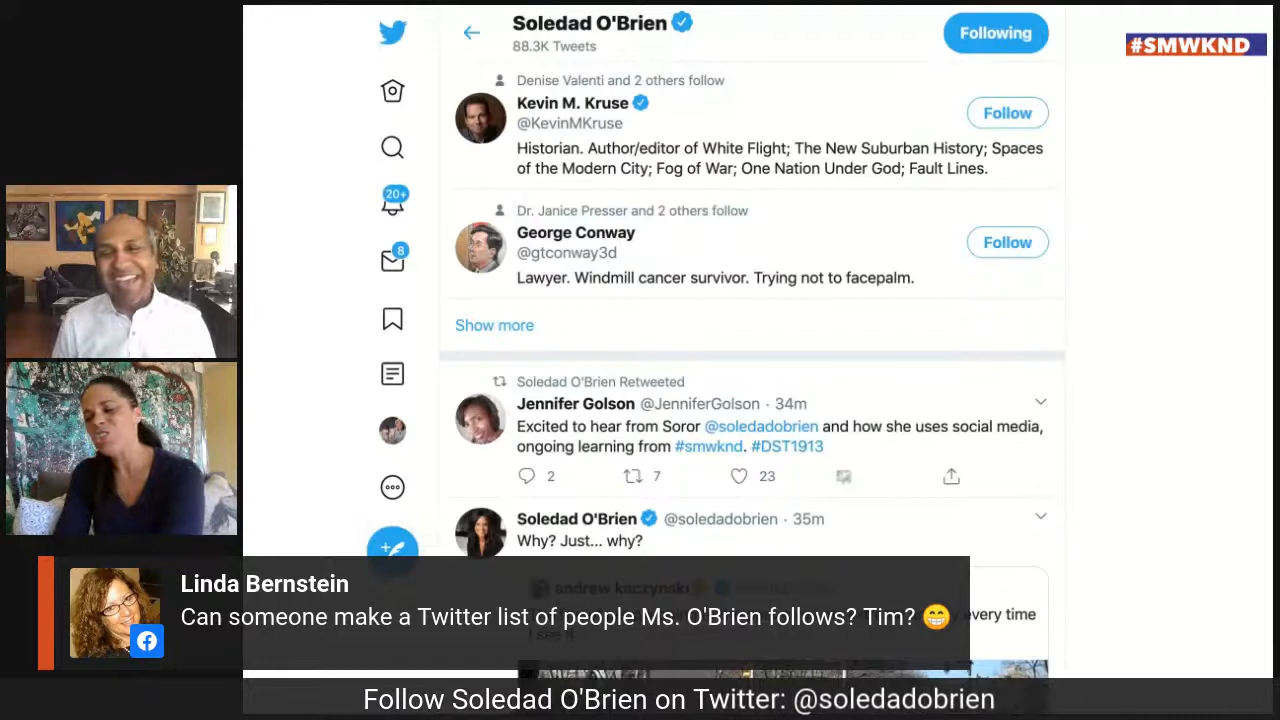 Soledad O'Brien
88.3K Tweets
Following
#SMWKND
Denise Valenti and 2 others follow
Kevin M. Kruse
@KevinMKruse
Follow
Historian. Author/editor of White Flight; The New Suburban History; Spaces
of the Modern City; Fog of War; One Nation Under God; Fault Lines.
20+
Dr. Janice Presser and 2 others follow
George Conway
@gtconway3d
Follow
8
Lawyer. Windmill cancer survivor. Trying not to facepalm.
Show more
Soledad O'Brien Retweeted
Jennifer Golson @JenniferGolson · 34m
Excited to hear from Soror @soledadobrien and how she uses social media,
ongoing learning from #smwknd. #DST1913
2 7 23
Soledad O'Brien @soledadobrien · 35m
Why? Just... why?
andrew kaczynski
every time
I see it
Linda Bernstein
Can someone make a Twitter list of people Ms. O'Brien follows? Tim? 😁
Follow Soledad O'Brien on Twitter: @soledadobrien